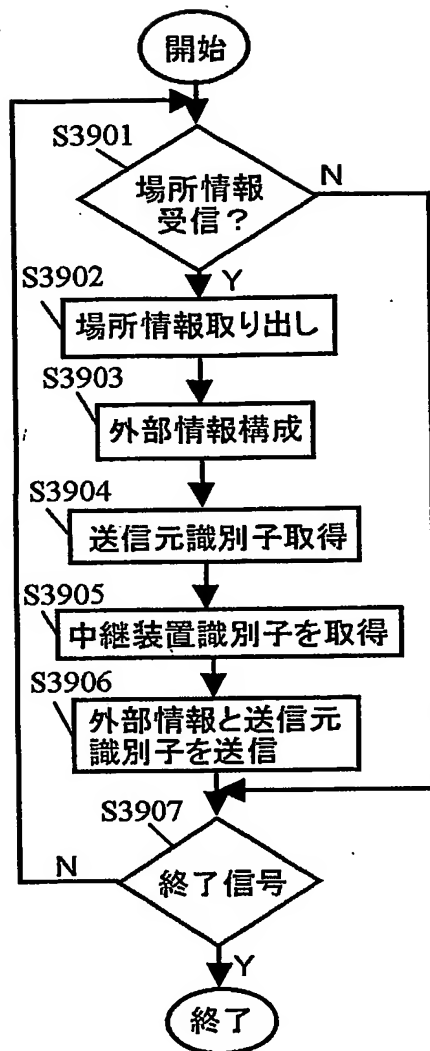 開始
S3901
場所情報
受信?
N
Y
S3902
場所情報取り出し
S3903
外部情報構成
S3904
送信元識別子取得
S3905
中継装置識別子を取得
S3906
外部情報と送信元
識別子を送信
S3907
終了信号
N
Y
終了